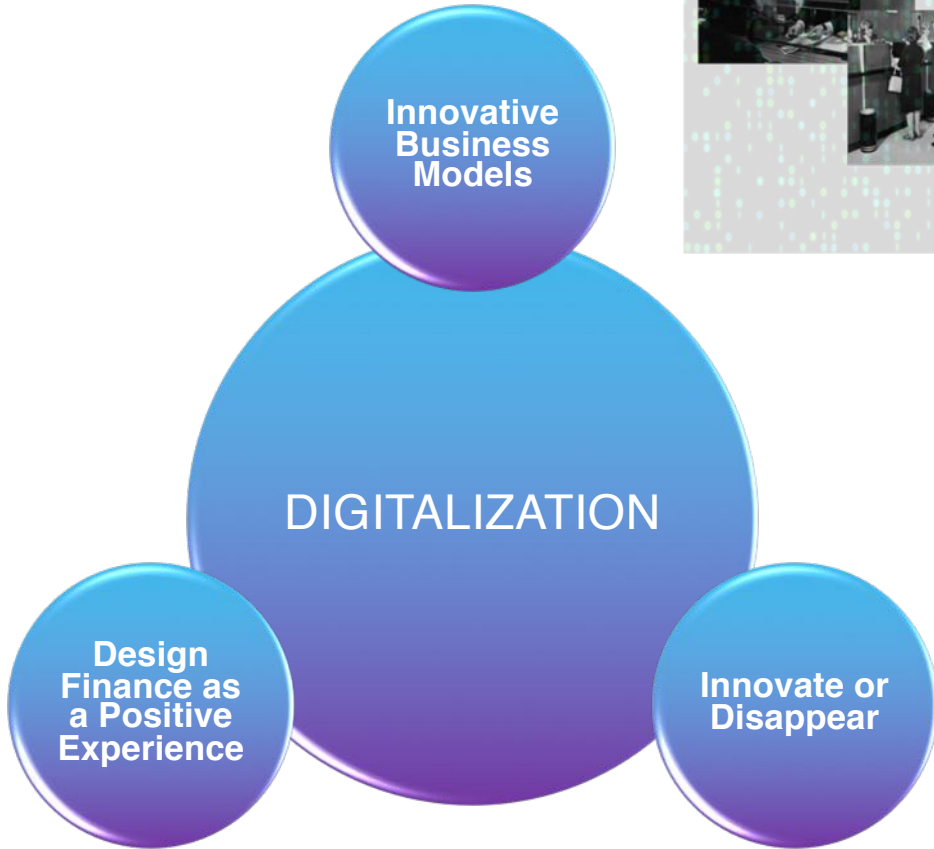 Innovative
Business
Models
DIGITALIZATION
Design
Finance as
a Positive
Experience
Innovate or
Disappear